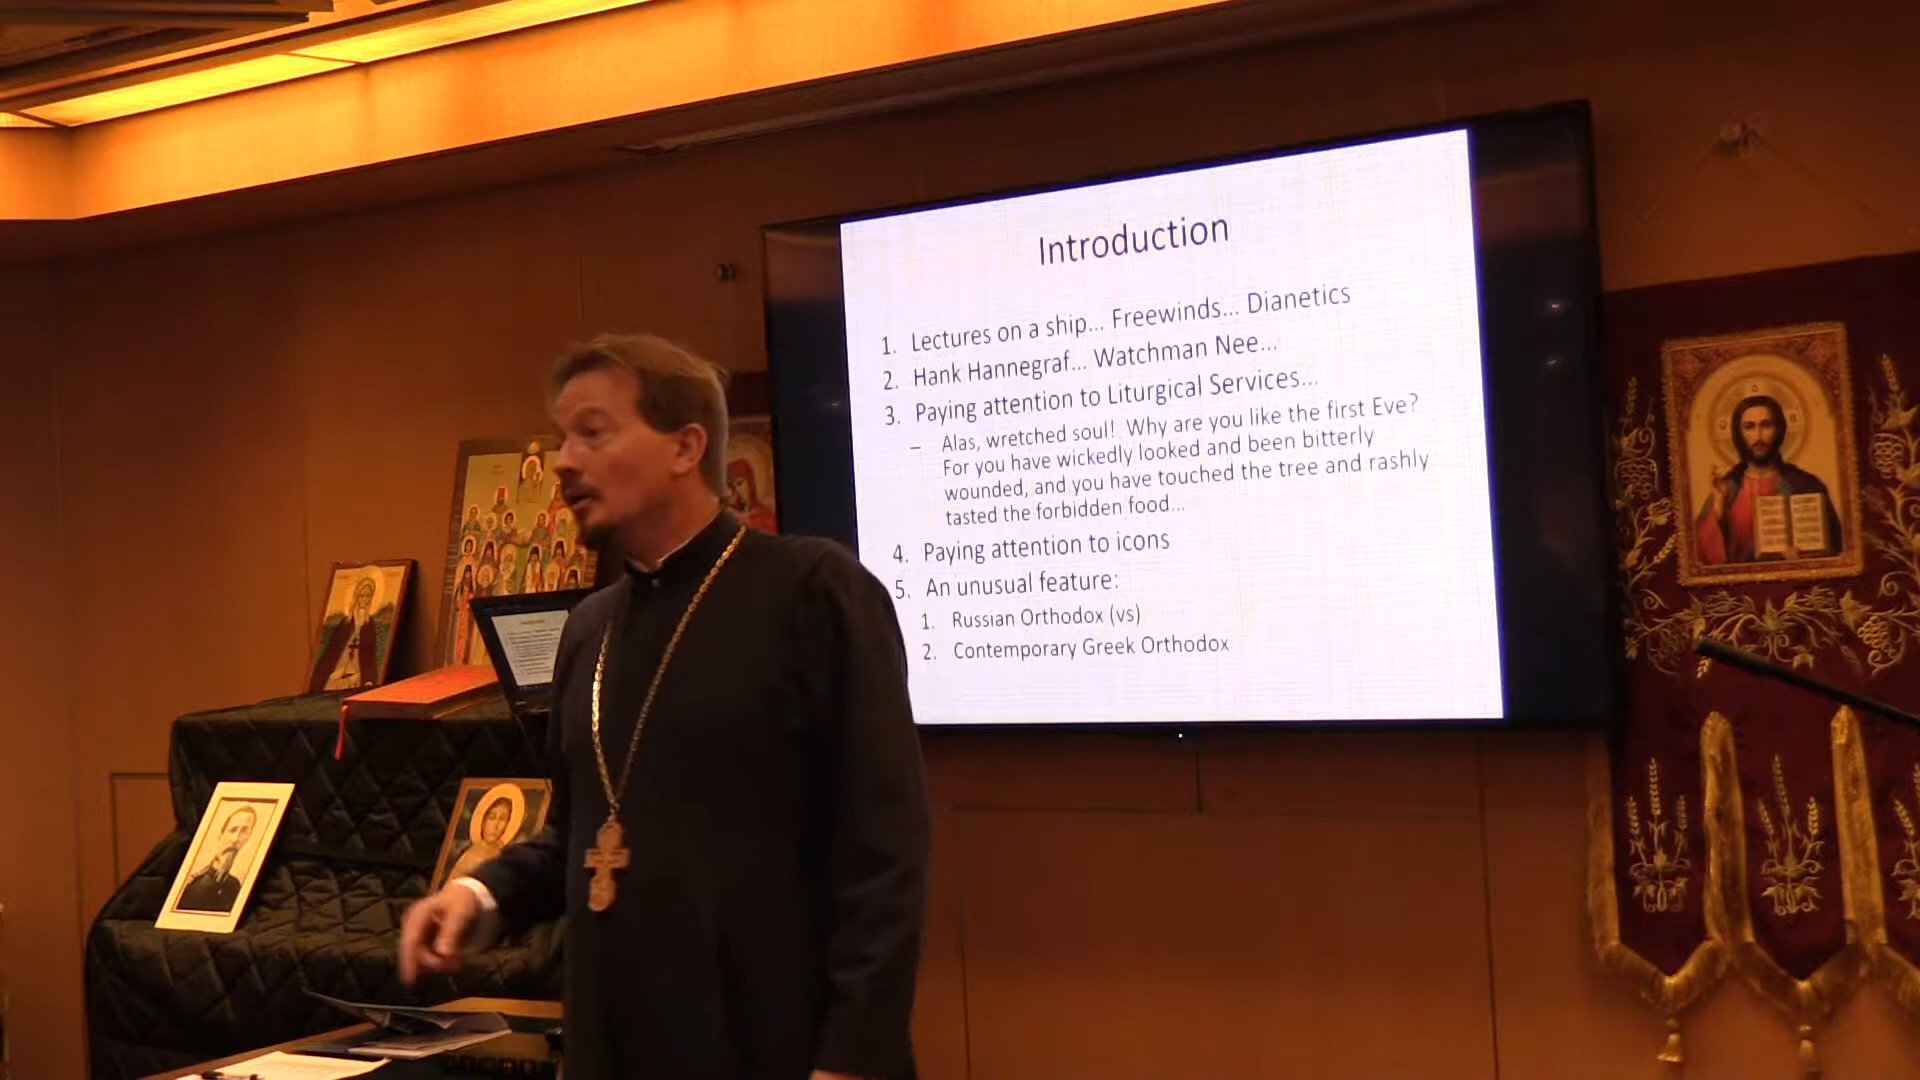 Introduction
1. Lectures on a ship... Freewinds... Dianetics
2. Hank Hannegraf... Watchman Nee...
3. Paying attention to Liturgical Services...
– Alas, wretched soul! Why are you like the first Eve?
For you have wickedly looked and been bitterly
wounded, and you have touched the tree and rashly
tasted the forbidden food...
4. Paying attention to icons
5. An unusual feature:
1. Russian Orthodox (vs)
2. Contemporary Greek Orthodox